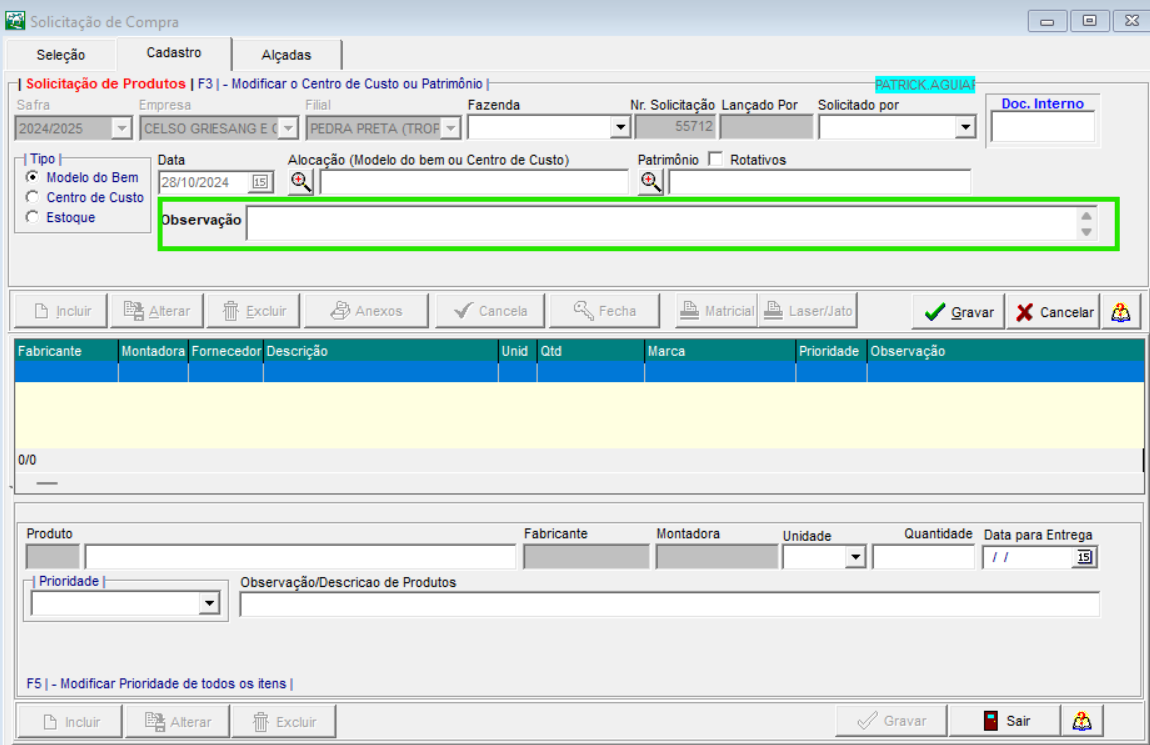 Solicitação de Compra
Seleção Cadastro Alçadas
| Solicitação de Produtos | F3 | - Modificar o Centro de Custo ou Patrimônio | PATRICK.AGUIAR
Safra Empresa Filial Fazenda Nr. Solicitação Lançado Por Solicitado por Doc. Interno
2024/2025 CELSO GRIESANG E PEDRA PRETA (TROP 55712
| Tipo | Data Alocação (Modelo do bem ou Centro de Custo) Patrimônio Rotativos
Modelo do Bem 28/10/2024 15
Centro de Custo
Estoque Observação
Incluir Alterar Excluir Anexos Cancela Fecha Matricial Laser/Jato Gravar Cancelar
Fabricante Montadora Fornecedor Descrição Unid Qtd Marca Prioridade Observação
0/0
Produto Fabricante Montadora Unidade Quantidade Data para Entrega
/ / 15
| Prioridade | Observação/Descricao de Produtos
F5 | - Modificar Prioridade de todos os itens |
Incluir Alterar Excluir Gravar Sair